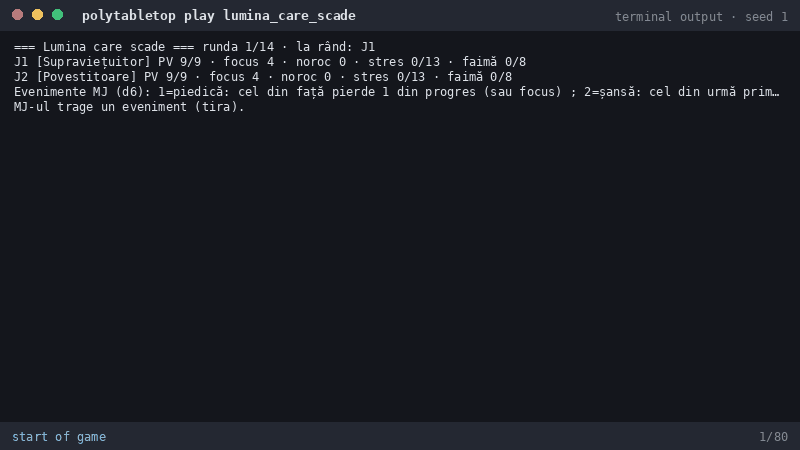 polytabletop play lumina_care_scade
terminal output · seed 1
=== Lumina care scade === runda 1/14 · la rând: J1
J1 [Supraviețuitor] PV 9/9 · focus 4 · noroc 0 · stres 0/13 · faimă 0/8
J2 [Povestitoare] PV 9/9 · focus 4 · noroc 0 · stres 0/13 · faimă 0/8
Evenimente MJ (d6): 1=piedică: cel din față pierde 1 din progres (sau focus) ; 2=șansă: cel din urmă prim…
MJ-ul trage un eveniment (tira).
start of game
1/80